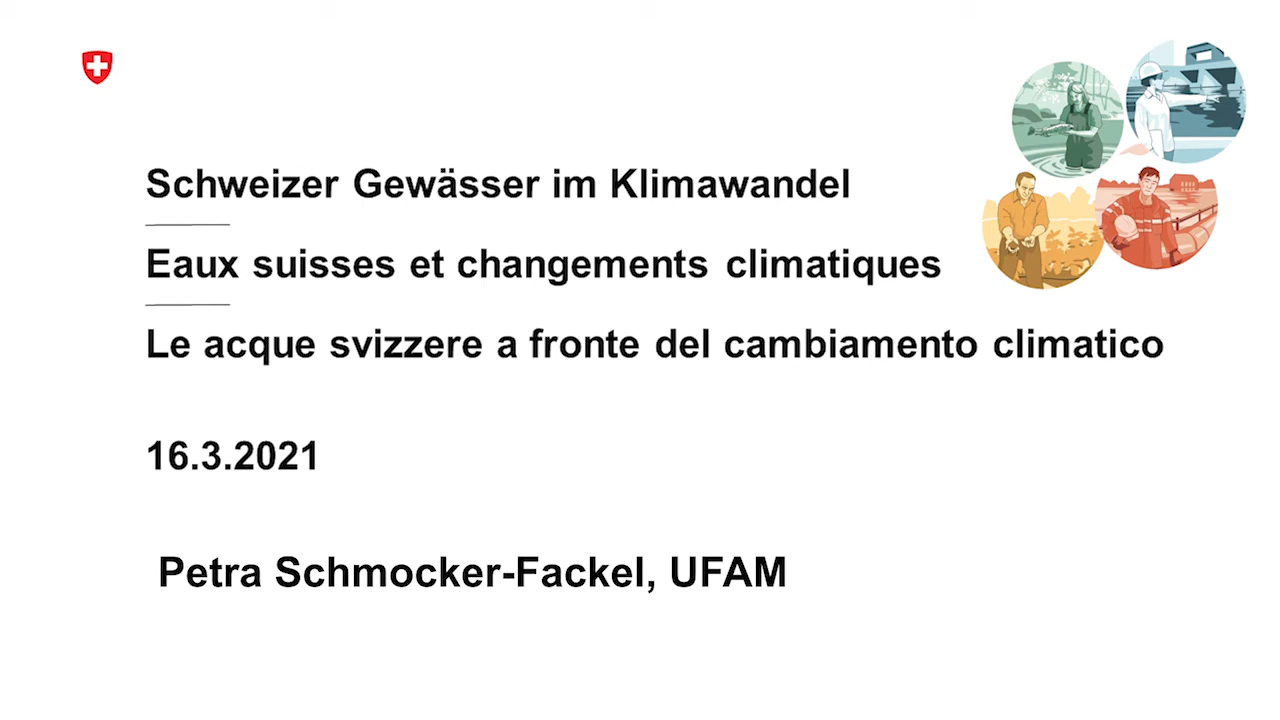 Schweizer Gewässer im Klimawandel
Eaux suisses et changements climatiques
Le acque svizzere a fronte del cambiamento climatico
16.3.2021
Petra Schmocker-Fackel, UFAM